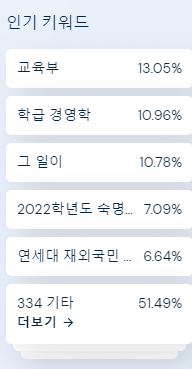 인기 키워드
교육부 13.05%
학급 경영학 10.96%
그 일이 10.78%
2022학년도 숙명... 7.09%
연세대 재외국민 ... 6.64%
334 기타 51.49%
더보기 →